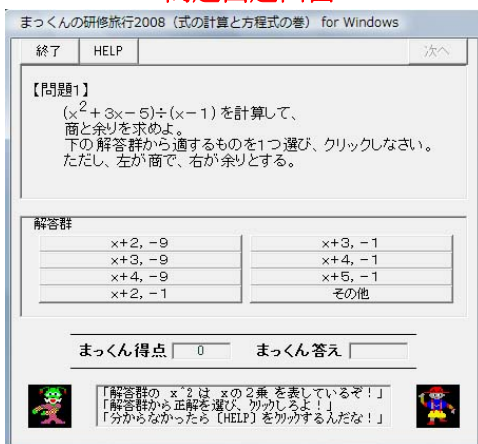 まっくんの研修旅行2008（式の計算と方程式の巻） for Windows
終了 HELP 次へ
【問題1】
(x²+3x-5)÷(x-1)を計算して、
商と余りを求めよ。
下の解答群から適するものを1つ選び、クリックしなさい。
ただし、左が商で、右が余りとする。
解答群
x+2, -9 x+3, -1
x+3, -9 x+4, -1
x+4, -9 x+5, -1
x+2, -1 その他
まっくん得点 0 まっくん答え
「解答群の x^2 は xの2乗 を表しているぞ！」
「解答群から正解を選び、クリックしろよ！」
「分からなかったら〔HELP〕をクリックするんだな！」